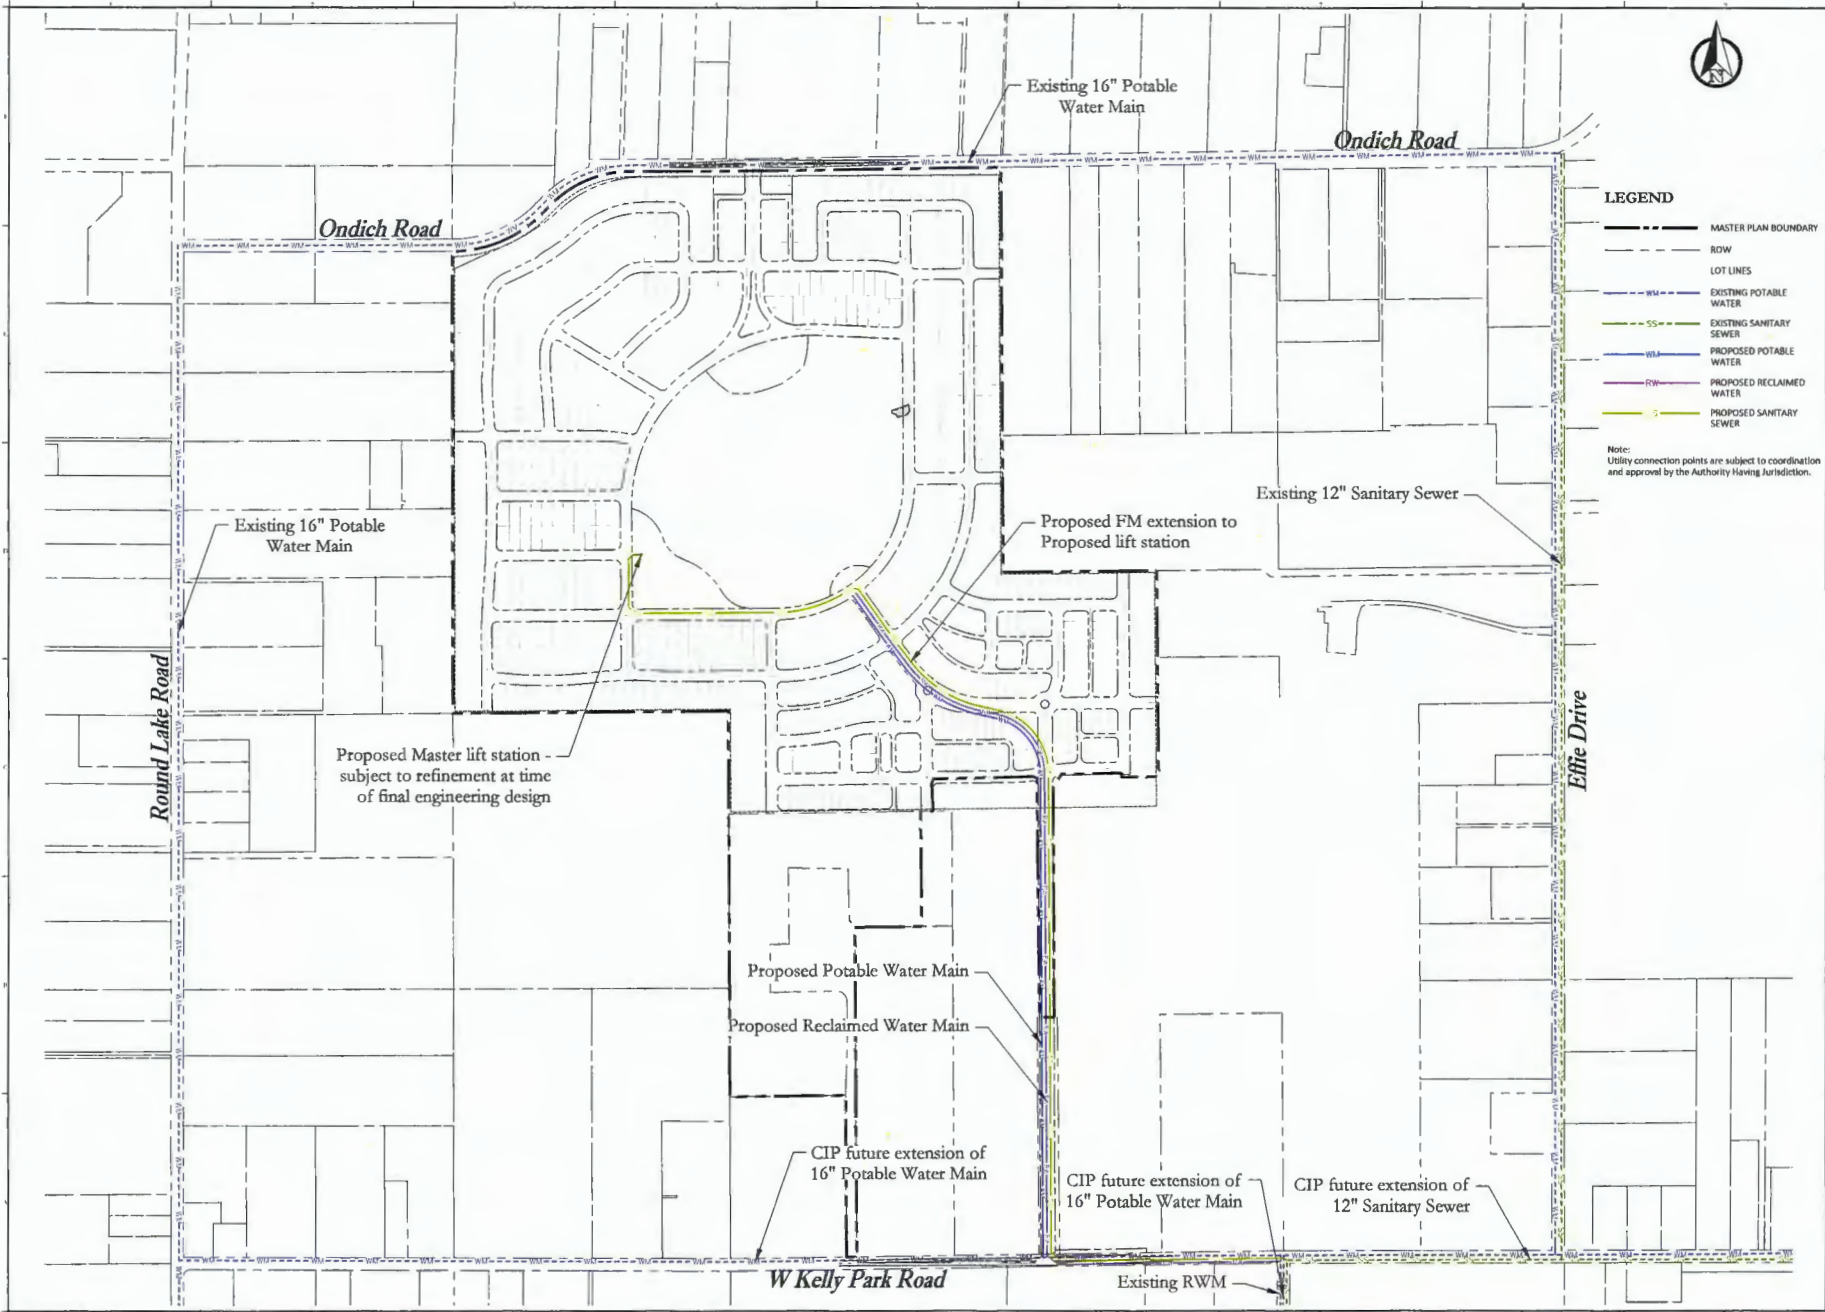 Existing 16" Potable
Water Main
Ondich Road
N
Ondich Road
LEGEND
MASTER PLAN BOUNDARY
ROW
LOT LINES
WM
EXISTING POTABLE
WATER
SS
EXISTING SANITARY
SEWER
WM
PROPOSED POTABLE
WATER
RW
PROPOSED RECLAIMED
WATER
S
PROPOSED SANITARY
SEWER
Note:
Utility connection points are subject to coordination
and approval by the Authority Having Jurisdiction.
Existing 12" Sanitary Sewer
Existing 16" Potable
Water Main
Proposed FM extension to
Proposed lift station
Round Lake Road
Effie Drive
Proposed Master lift station -
subject to refinement at time
of final engineering design
Proposed Potable Water Main
Proposed Reclaimed Water Main
CIP future extension of
16" Potable Water Main
CIP future extension of
16" Potable Water Main
CIP future extension of
12" Sanitary Sewer
W Kelly Park Road
Existing RWM